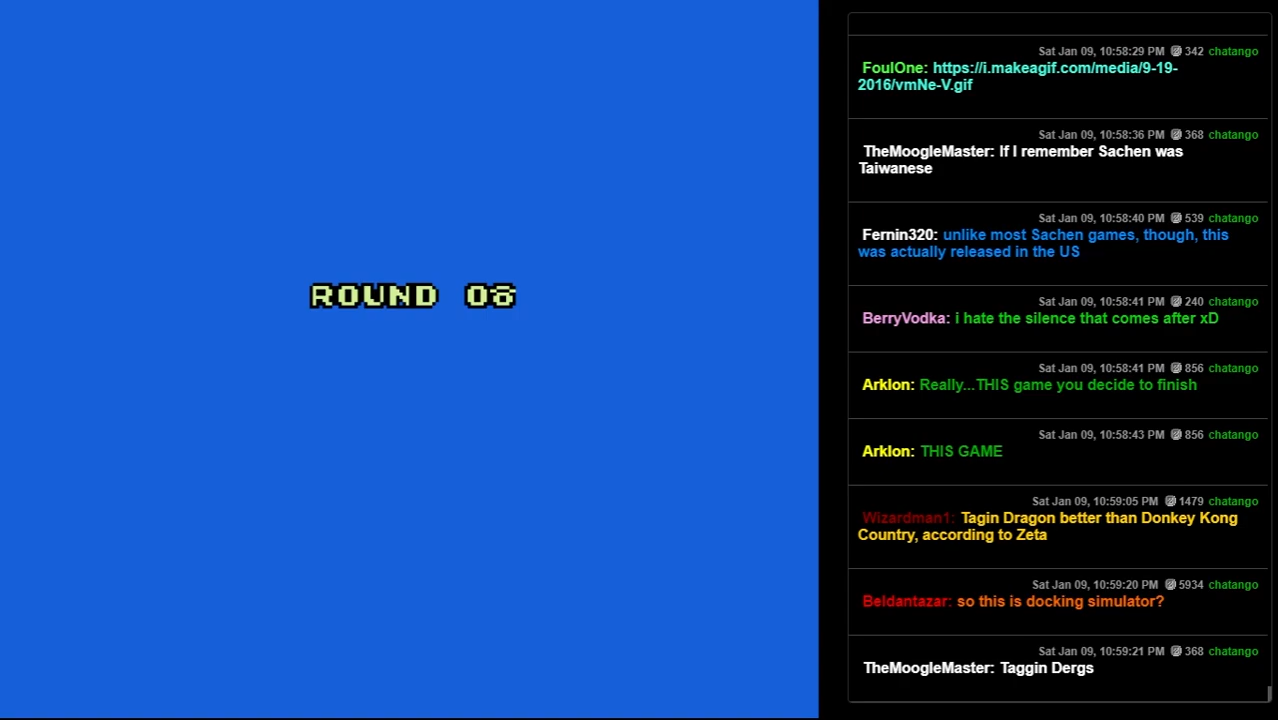 ROUND 08
Sat Jan 09, 10:58:29 PM 342 chatango
FoulOne: https://i.makeagif.com/media/9-19-
2016/vmNe-V.gif
Sat Jan 09, 10:58:36 PM 368 chatango
TheMoogleMaster: If I remember Sachen was
Taiwanese
Sat Jan 09, 10:58:40 PM 539 chatango
Fernin320: unlike most Sachen games, though, this
was actually released in the US
Sat Jan 09, 10:58:41 PM 240 chatango
BerryVodka: i hate the silence that comes after xD
Sat Jan 09, 10:58:41 PM 856 chatango
Arklon: Really...THIS game you decide to finish
Sat Jan 09, 10:58:43 PM 856 chatango
Arklon: THIS GAME
Sat Jan 09, 10:59:05 PM 1479 chatango
Wizardman1: Tagin Dragon better than Donkey Kong
Country, according to Zeta
Sat Jan 09, 10:59:20 PM 5934 chatango
Beldantazar: so this is docking simulator?
Sat Jan 09, 10:59:21 PM 368 chatango
TheMoogleMaster: Taggin Dergs